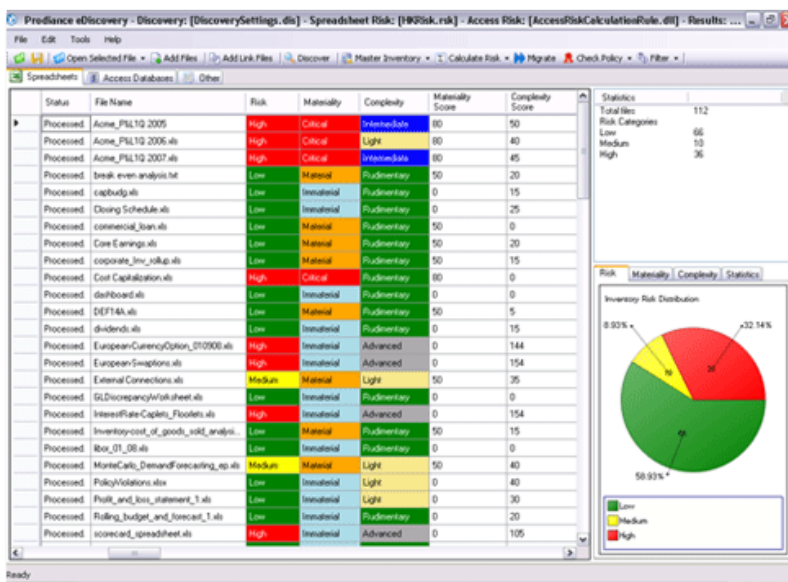 Prodiance eDiscovery - Discovery: [DiscoverySettings.dis] - Spreadsheet Risk: [HKRisk.rsk] - Access Risk: [AccessRiskCalculationRule.dll] - Results: ...
File Edit Tools Help
Open Selected File Add Files Add Link Files Discover Master Inventory Calculate Risk Migrate Check Policy Filter
Spreadsheets Access Databases Other
Status File Name Risk Materiality Complexity Materiality Score Complexity Score
Processed Acme_P&L1Q 2005 High Critical Intermediate 80 50
Processed Acme_P&L1Q 2006.xls High Critical Light 80 40
Processed Acme_P&L1Q 2007.xls High Critical Intermediate 80 45
Processed break even analysis.txt Low Material Rudimentary 50 20
Processed capbudg.xls Low Immaterial Rudimentary 0 15
Processed Closing Schedule.xls Low Immaterial Rudimentary 0 25
Processed commercial_loan.xls Low Material Rudimentary 50 0
Processed Core Earnings.xls Low Material Rudimentary 50 20
Processed corporate_Inv_rollup.xls Low Material Rudimentary 50 15
Processed Cost Capitalization.xls High Critical Rudimentary 80 0
Processed dashboard.xls Low Immaterial Rudimentary 0 0
Processed DEF14A.xls Low Material Rudimentary 50 5
Processed dividends.xls Low Immaterial Rudimentary 0 15
Processed European-CurrencyOption_010908.xls High Immaterial Advanced 0 144
Processed European-Swaptions.xls High Immaterial Advanced 0 154
Processed External Connections.xls Medium Material Light 50 35
Processed GLDiscrepancyWorksheet.xls Low Immaterial Rudimentary 0 0
Processed InterestRate-Caplets_Floorlets.xls High Immaterial Advanced 0 154
Processed Inventory-cost_of_goods_sold_analysi... Low Material Rudimentary 50 15
Processed libor_01_08.xls Low Immaterial Rudimentary 0 0
Processed MonteCarlo_DemandForecasting_ep.xls Medium Material Light 50 40
Processed PolicyViolations.xlsx Low Immaterial Light 0 40
Processed Profit_and_loss_statement_1.xls Low Immaterial Light 0 30
Processed Rolling_budget_and_forecast_1.xls Low Immaterial Rudimentary 0 20
Processed scorecard_spreadsheet.xls High Immaterial Advanced 0 105
Statistics
Total files 112
Risk Categories
Low 66
Medium 10
High 36
Risk Materiality Complexity Statistics
Inventory Risk Distribution
8.93% 32.14%
10 36
58.93%
Low
Medium
High
Ready